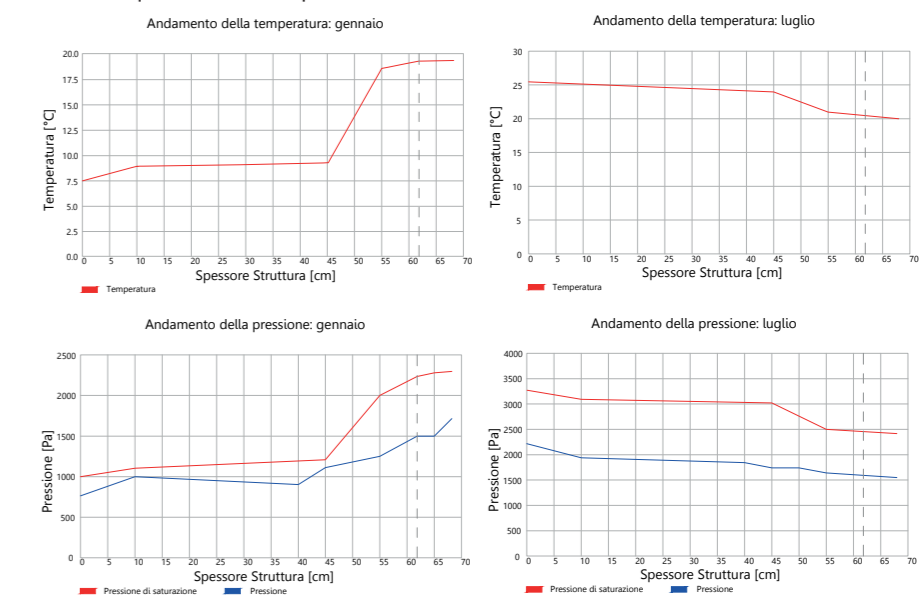 Andamento della temperatura: gennaio
20.0
17.5
15.0
12.5
10.0
7.5
5.0
2.5
0.0
Temperatura [°C]
0 5 10 15 20 25 30 35 40 45 50 55 60 65 70
Spessore Struttura [cm]
Temperatura
Andamento della temperatura: luglio
30
25
20
15
10
5
0
Temperatura [°C]
0 5 10 15 20 25 30 35 40 45 50 55 60 65 70
Spessore Struttura [cm]
Temperatura
Andamento della pressione: gennaio
2500
2000
1500
1000
500
0
Pressione [Pa]
0 5 10 15 20 25 30 35 40 45 50 55 60 65 70
Spessore Struttura [cm]
Pressione di saturazione Pressione
Andamento della pressione: luglio
4000
3500
3000
2500
2000
1500
1000
500
0
Pressione [Pa]
0 5 10 15 20 25 30 35 40 45 50 55 60 65 70
Spessore Struttura [cm]
Pressione di saturazione Pressione